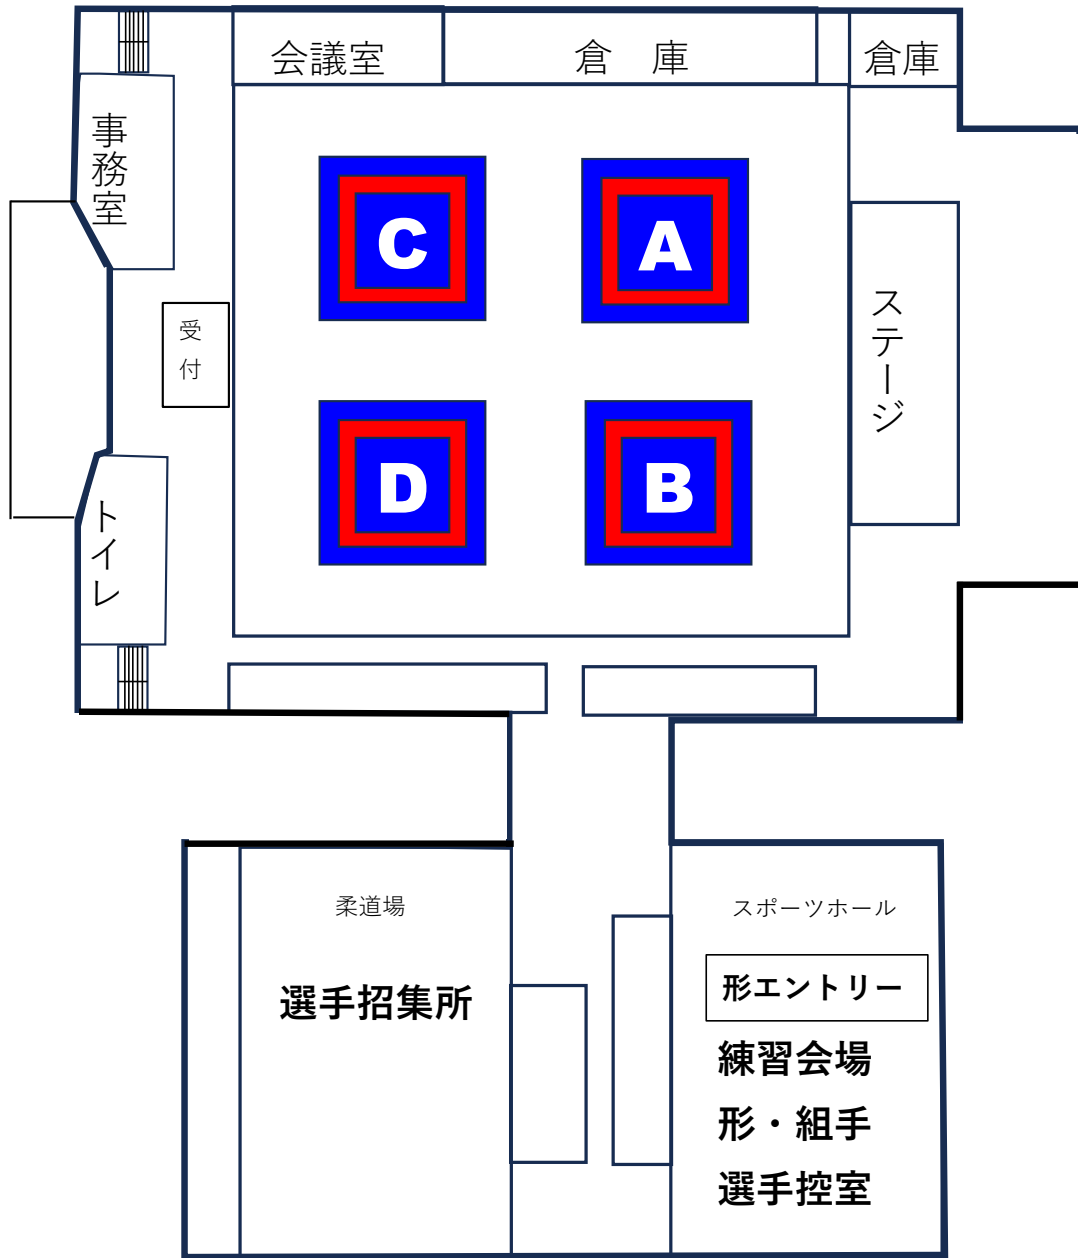 会議室
倉　庫
倉庫
事務室
C
A
受付
ステージ
D
B
トイレ
柔道場
選手招集所
スポーツホール
形エントリー
練習会場
形・組手
選手控室